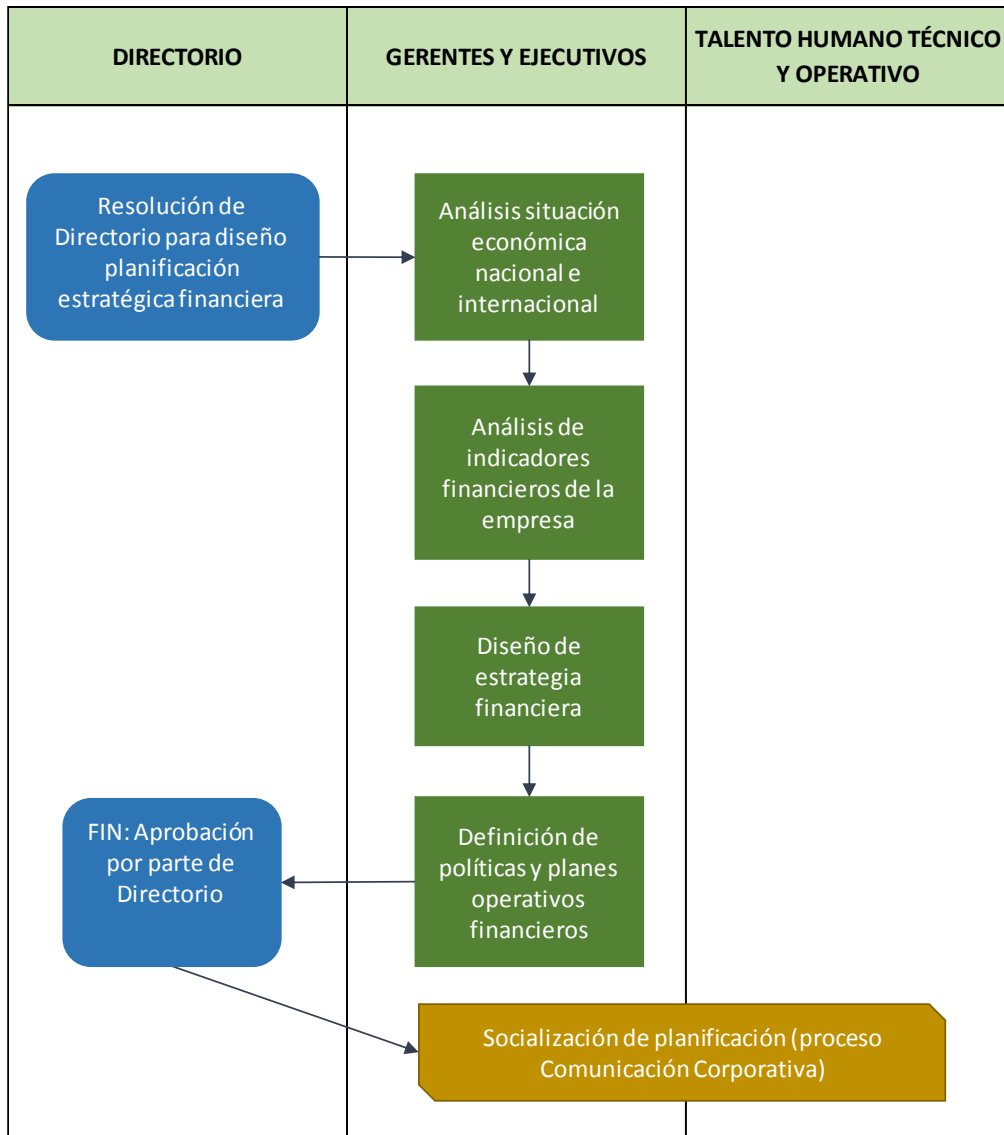 DIRECTORIO
GERENTES Y EJECUTIVOS
TALENTO HUMANO TÉCNICO
Y OPERATIVO
Resolución de
Directorio para diseño
planificación
estratégica financiera
Análisis situación
económica
nacional e
internacional
Análisis de
indicadores
financieros de la
empresa
Diseño de
estrategia
financiera
Definición de
políticas y planes
operativos
financieros
FIN: Aprobación
por parte de
Directorio
Socialización de planificación (proceso
Comunicación Corporativa)